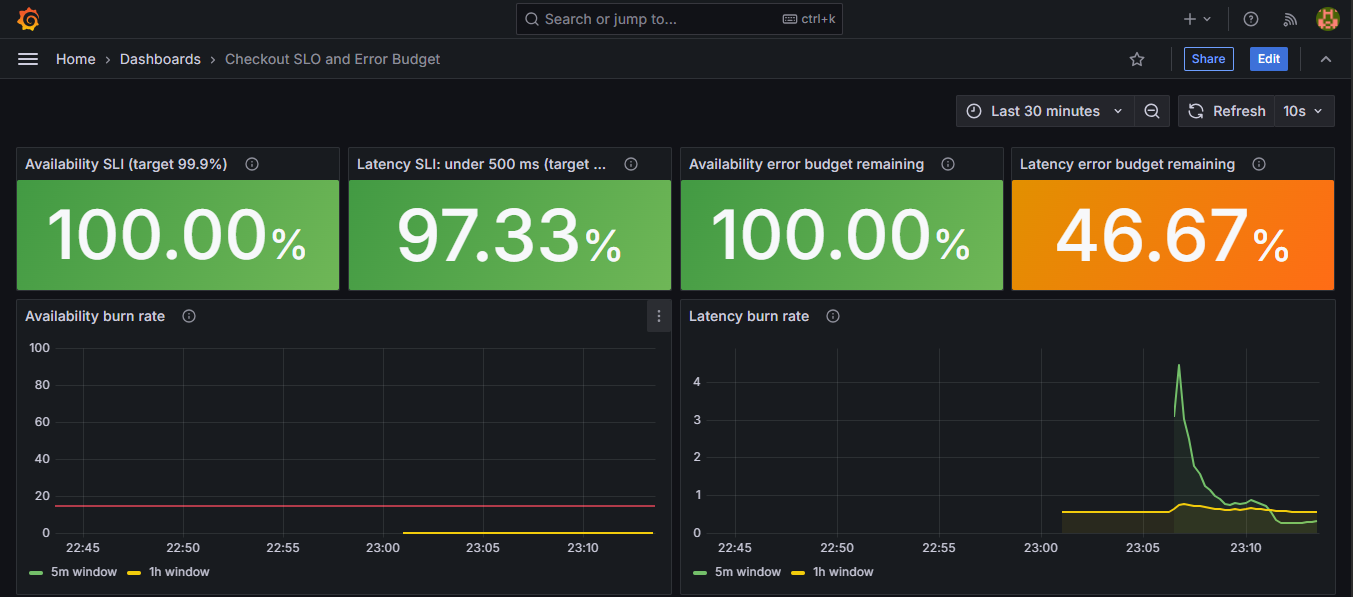 Search or jump to... ctrl+k
Home › Dashboards › Checkout SLO and Error Budget
Share Edit
Last 30 minutes Refresh 10s
Availability SLI (target 99.9%)
100.00%
Latency SLI: under 500 ms (target ...
97.33%
Availability error budget remaining
100.00%
Latency error budget remaining
46.67%
Availability burn rate
100
80
60
40
20
0
22:45 22:50 22:55 23:00 23:05 23:10
5m window 1h window
Latency burn rate
4
3
2
1
0
22:45 22:50 22:55 23:00 23:05 23:10
5m window 1h window